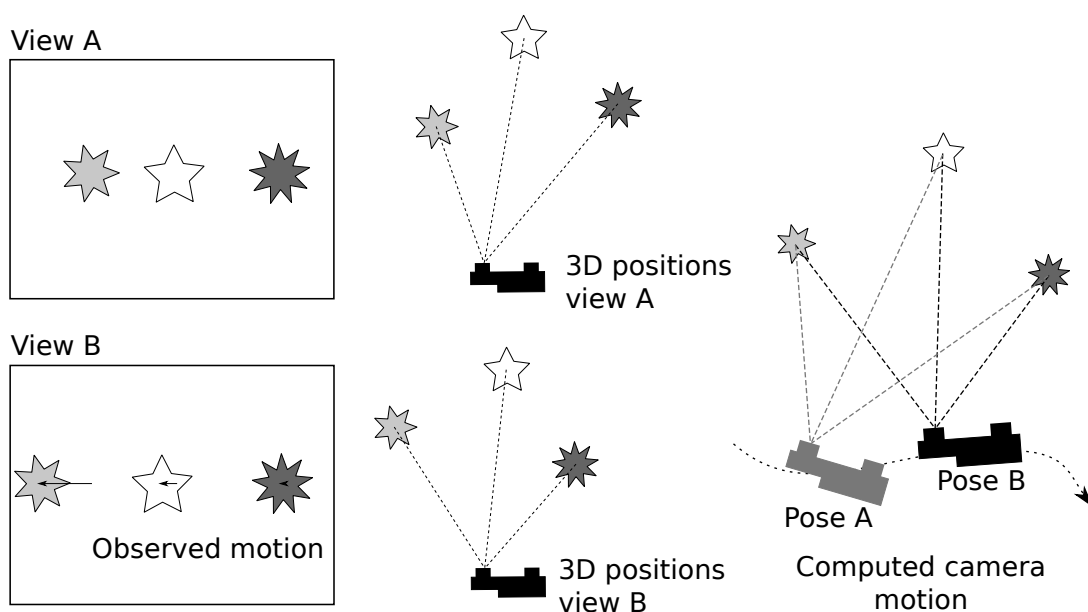 View A
3D positions
view A
View B
Observed motion
3D positions
view B
Pose A
Pose B
Computed camera
motion